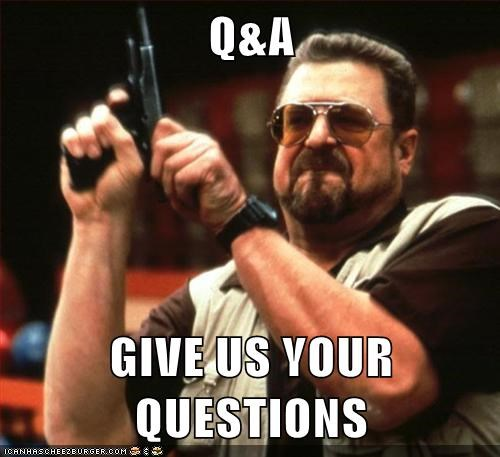 Q&A
GIVE US YOUR
QUESTIONS
ICANHASCHEEZBURGER.COM